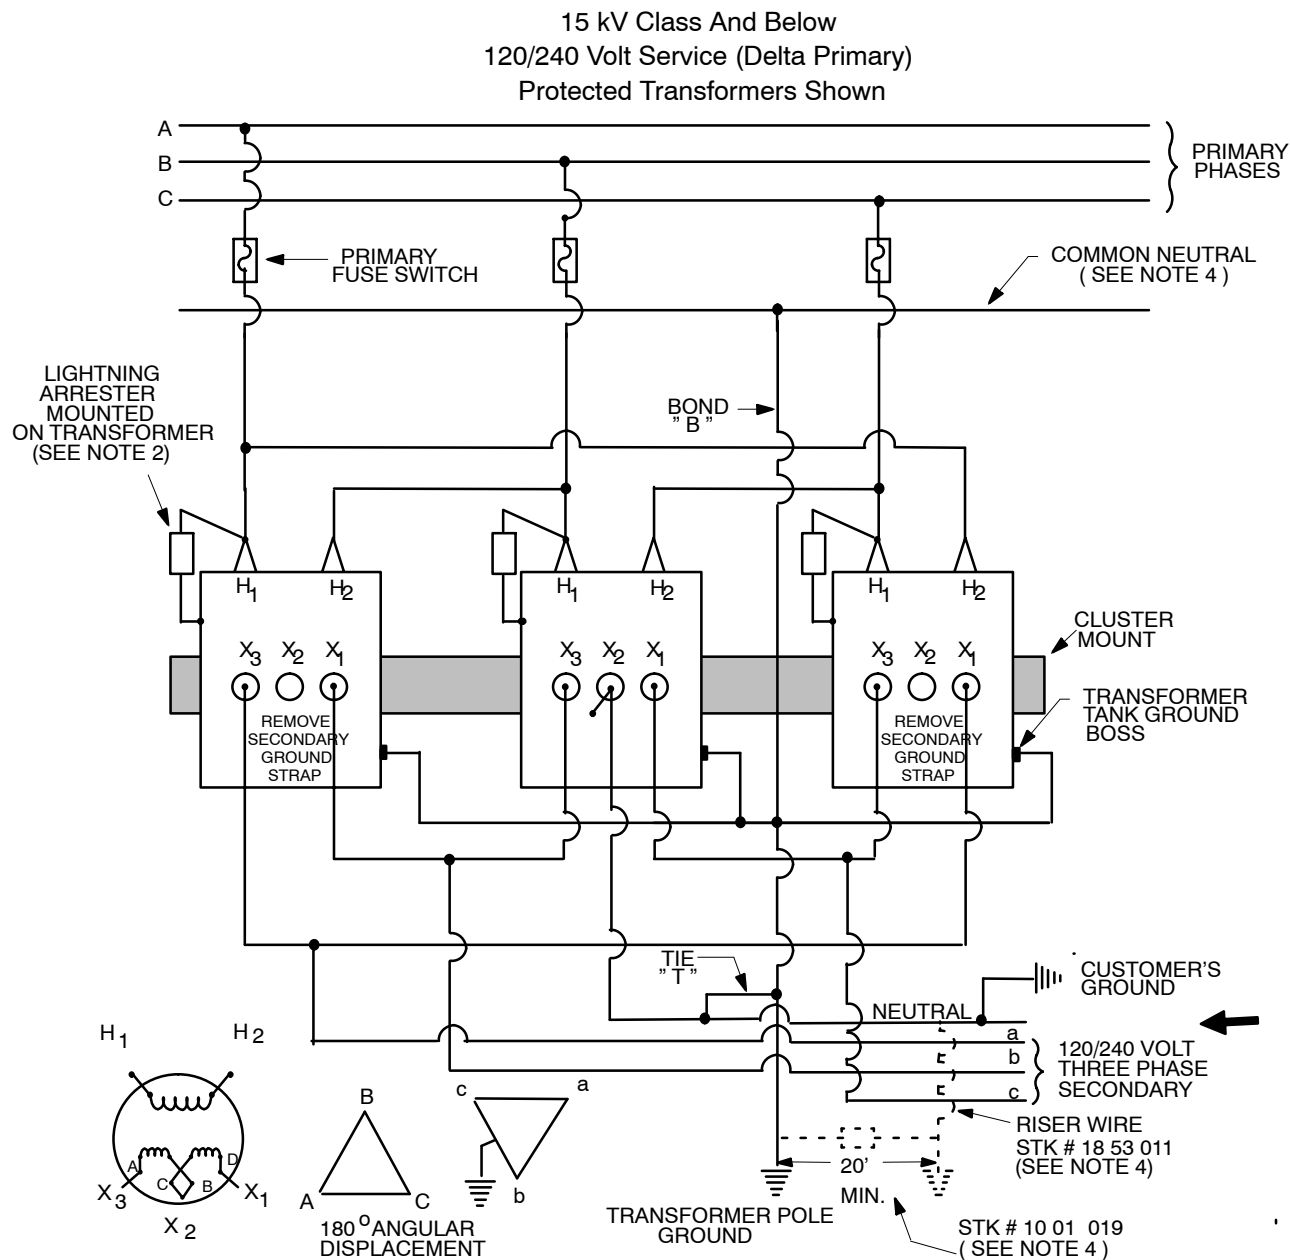 15 kV Class And Below
120/240 Volt Service (Delta Primary)
Protected Transformers Shown
A
B
C
PRIMARY
PHASES
PRIMARY
FUSE SWITCH
COMMON NEUTRAL
( SEE NOTE 4 )
LIGHTNING
ARRESTER
MOUNTED
ON TRANSFORMER
(SEE NOTE 2)
BOND
" B "
H1 H2
H1 H2
H1 H2
X3 X2 X1
X3 X2 X1
X3 X2 X1
CLUSTER
MOUNT
REMOVE
SECONDARY
GROUND
STRAP
REMOVE
SECONDARY
GROUND
STRAP
TRANSFORMER
TANK GROUND
BOSS
TIE
" T "
CUSTOMER'S
GROUND
NEUTRAL
a
b
c
120/240 VOLT
THREE PHASE
SECONDARY
RISER WIRE
STK # 18 53 011
(SEE NOTE 4)
H1 H2
A D
C B
X3 X1
X2
B
A C
c a
b
180° ANGULAR
DISPLACEMENT
TRANSFORMER POLE
GROUND
20'
MIN.
STK # 10 01 019
( SEE NOTE 4 )